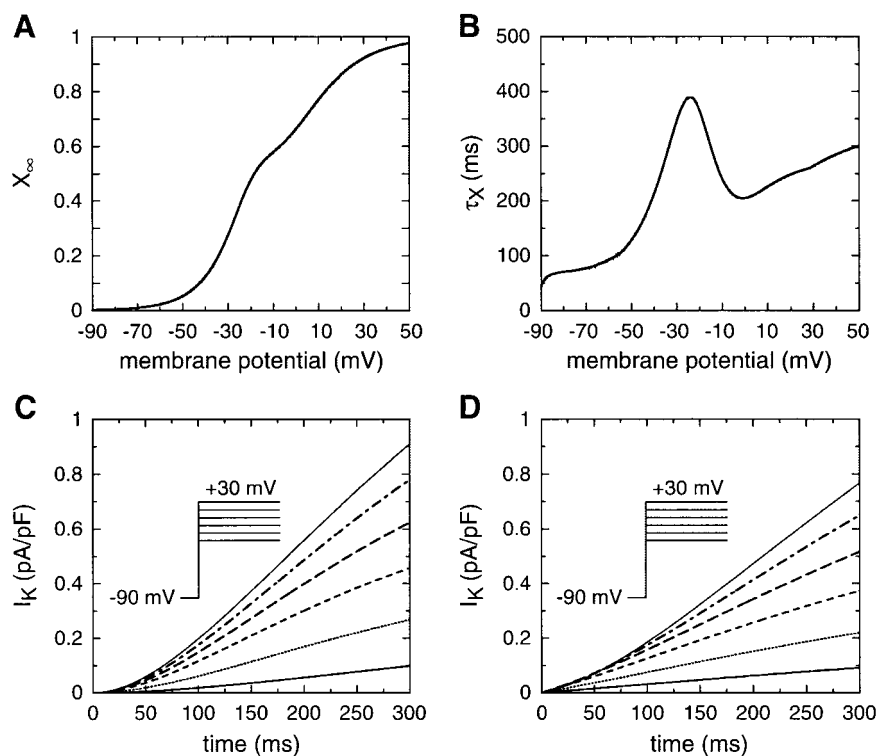 A
1
0.8
0.6
0.4
0.2
0
X∞
-90 -70 -50 -30 -10 10 30 50
membrane potential (mV)
B
500
400
300
200
100
0
τX (ms)
-90 -70 -50 -30 -10 10 30 50
membrane potential (mV)
C
1
0.8
0.6
0.4
0.2
0
IK (pA/pF)
+30 mV
-90 mV
0 50 100 150 200 250 300
time (ms)
D
1
0.8
0.6
0.4
0.2
0
IK (pA/pF)
+30 mV
-90 mV
0 50 100 150 200 250 300
time (ms)